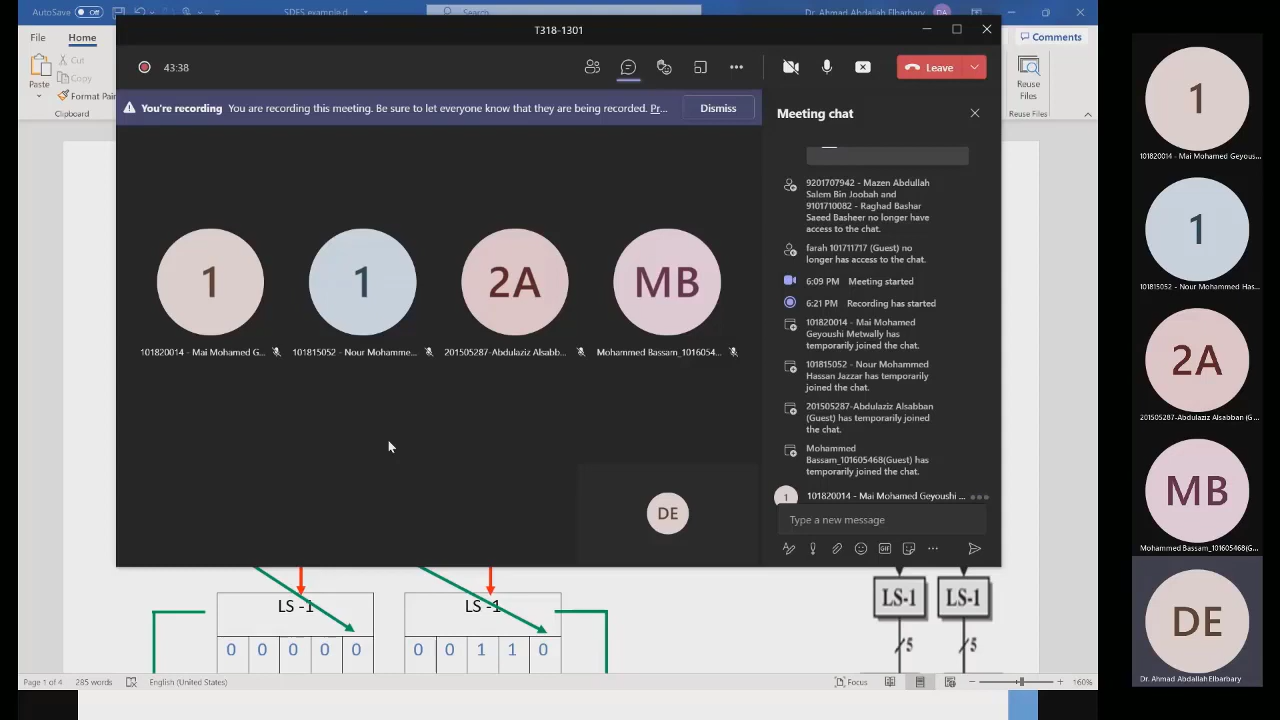 AutoSave Off
SDES example.d...
Search
Dr. Ahmad Abdallah Elbarbary DA
File
Home
Comments
Paste
Cut
Copy
Format Pain
Clipboard
Reuse
Files
Reuse Files
T318-1301
43:38
Leave
You're recording You are recording this meeting. Be sure to let everyone know that they are being recorded. Pr...
Dismiss
1
101820014 - Mai Mohamed G...
1
101815052 - Nour Mohamme...
2A
201505287-Abdulaziz Alsabb...
MB
Mohammed Bassam_1016054...
DE
Meeting chat
9201707942 - Mazen Abdullah
Salem Bin Joobah and
9101710082 - Raghad Bashar
Saeed Basheer no longer have
access to the chat.
farah 101711717 (Guest) no
longer has access to the chat.
6:09 PM Meeting started
6:21 PM Recording has started
101820014 - Mai Mohamed
Geyoushi Metwally has
temporarily joined the chat.
101815052 - Nour Mohammed
Hassan Jazzar has temporarily
joined the chat.
201505287-Abdulaziz Alsabban
(Guest) has temporarily joined
the chat.
Mohammed
Bassam_101605468(Guest) has
temporarily joined the chat.
1
101820014 - Mai Mohamed Geyoushi ...
Type a new message
GIF
LS -1
0 0 0 0 0
LS -1
0 0 1 1 0
LS-1
LS-1
5
5
Page 1 of 4
285 words
English (United States)
Focus
160%
1
101820014 - Mai Mohamed Geyous...
1
101815052 - Nour Mohammed Has...
2A
201505287-Abdulaziz Alsabban (G...
MB
Mohammed Bassam_101605468(G...
DE
Dr. Ahmad Abdallah Elbarbary